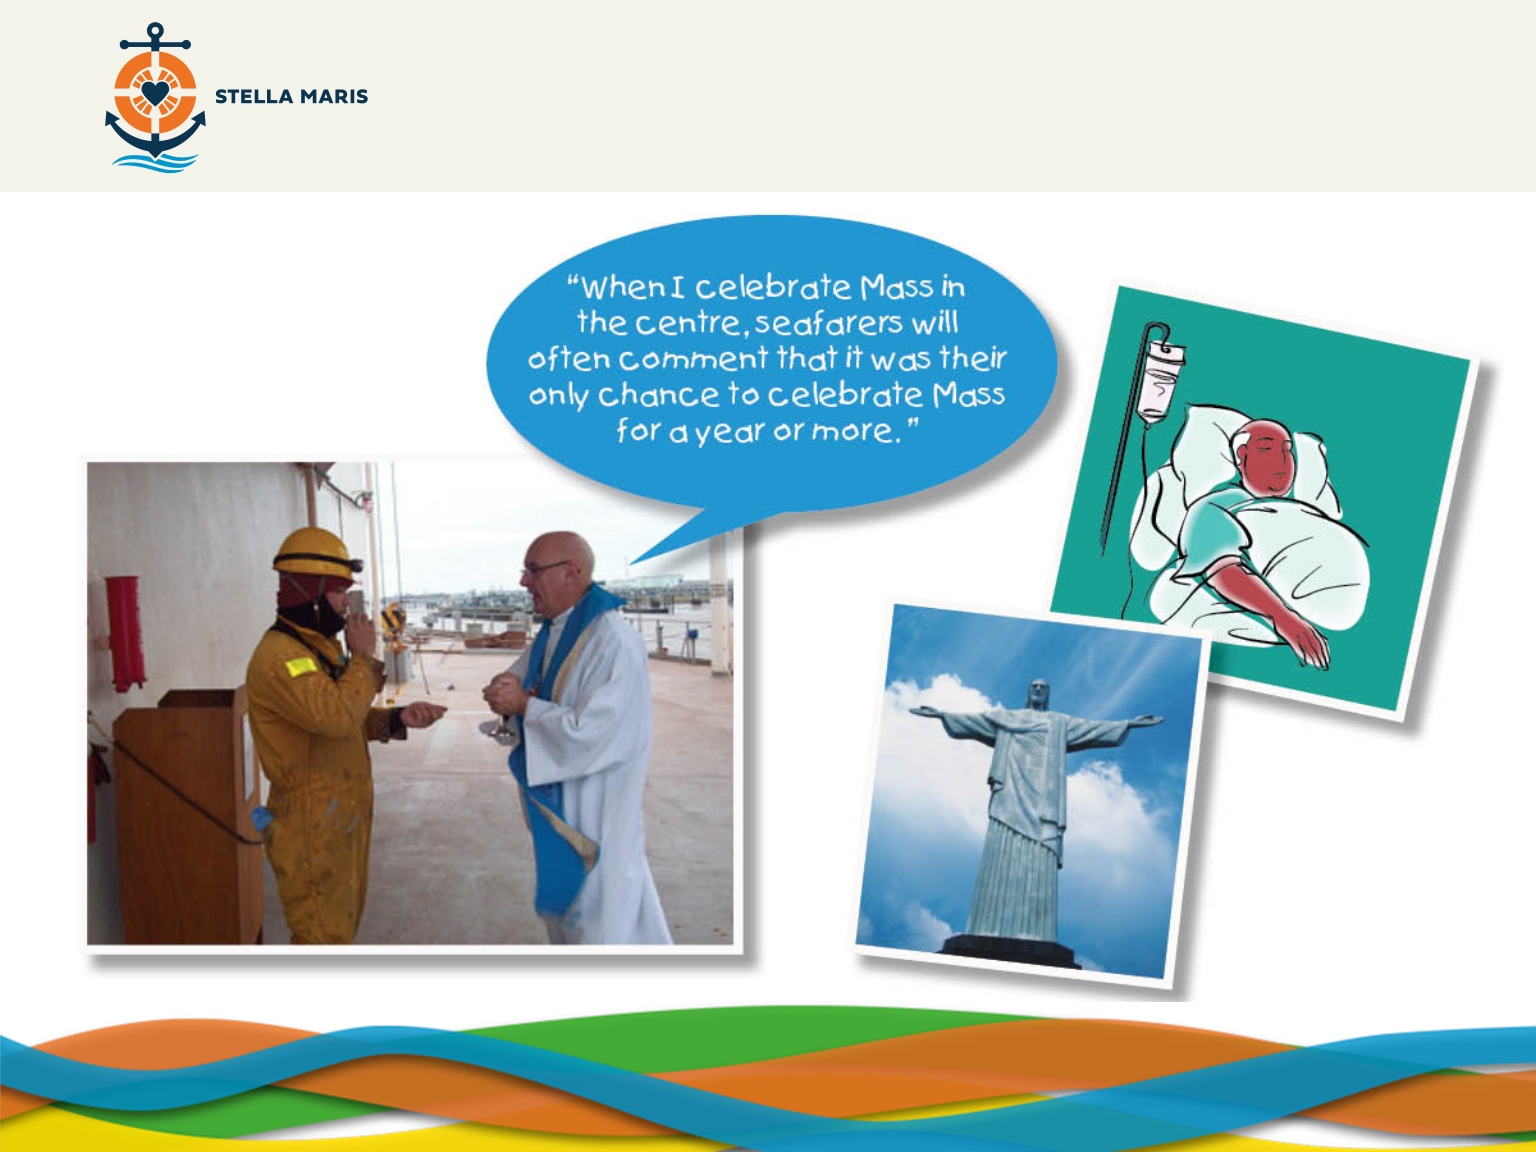 STELLA MARIS
“When I celebrate Mass in
the centre, seafarers will
often comment that it was their
only chance to celebrate Mass
for a year or more.”